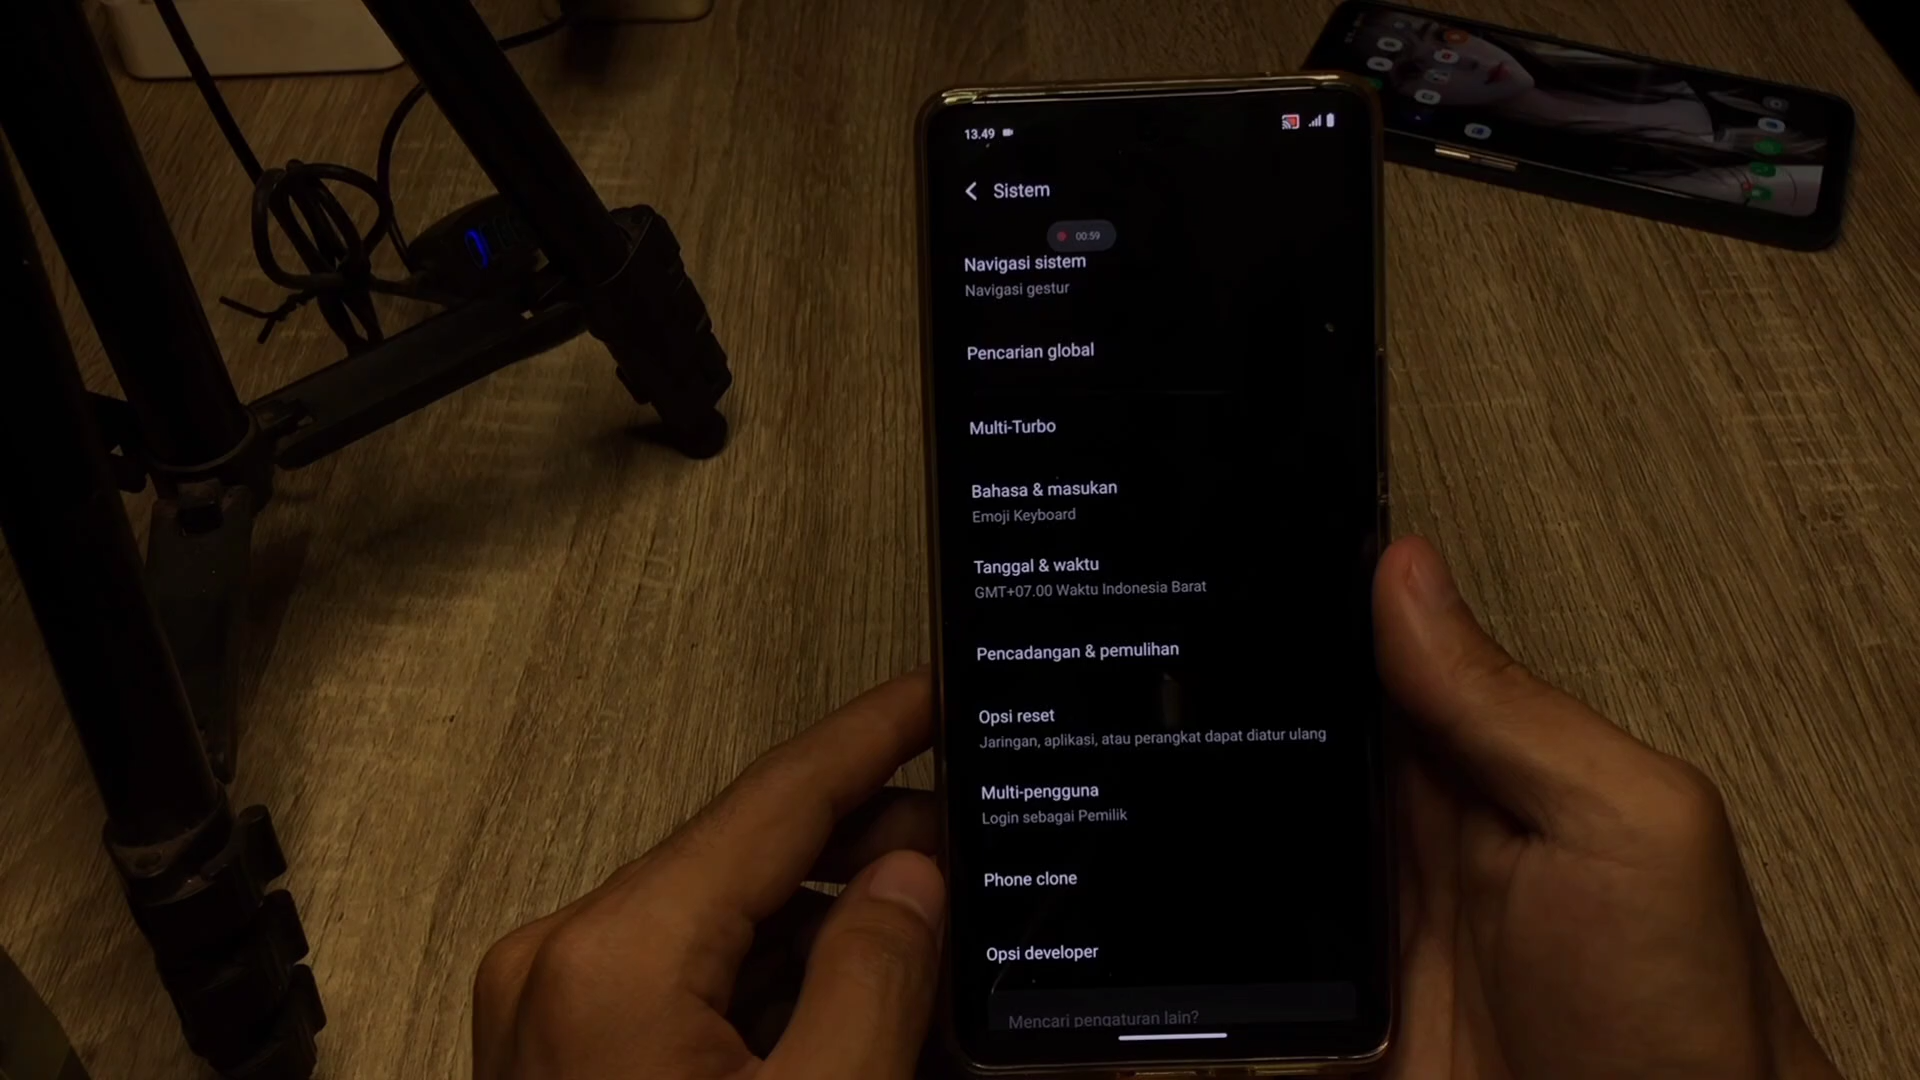 13.49
Sistem
00:59
Navigasi sistem
Navigasi gestur
Pencarian global
Multi-Turbo
Bahasa & masukan
Emoji Keyboard
Tanggal & waktu
GMT+07.00 Waktu Indonesia Barat
Pencadangan & pemulihan
Opsi reset
Jaringan, aplikasi, atau perangkat dapat diatur ulang
Multi-pengguna
Login sebagai Pemilik
Phone clone
Opsi developer
Mencari pengaturan lain?